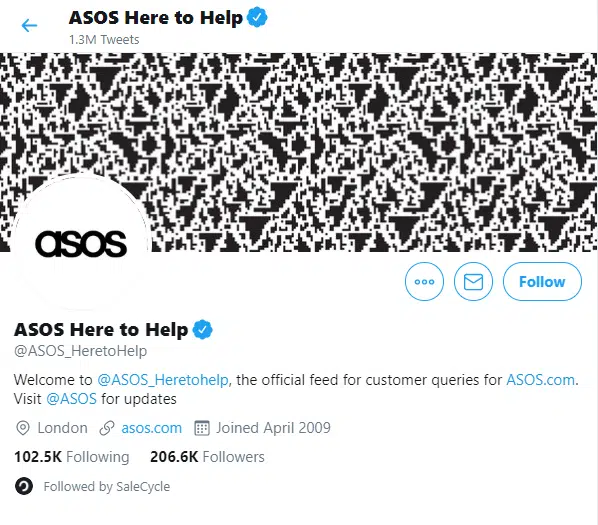 ASOS Here to Help
1.3M Tweets
asos
Follow
ASOS Here to Help
@ASOS_HeretoHelp
Welcome to @ASOS_Heretohelp, the official feed for customer queries for ASOS.com.
Visit @ASOS for updates
London asos.com Joined April 2009
102.5K Following 206.6K Followers
Followed by SaleCycle